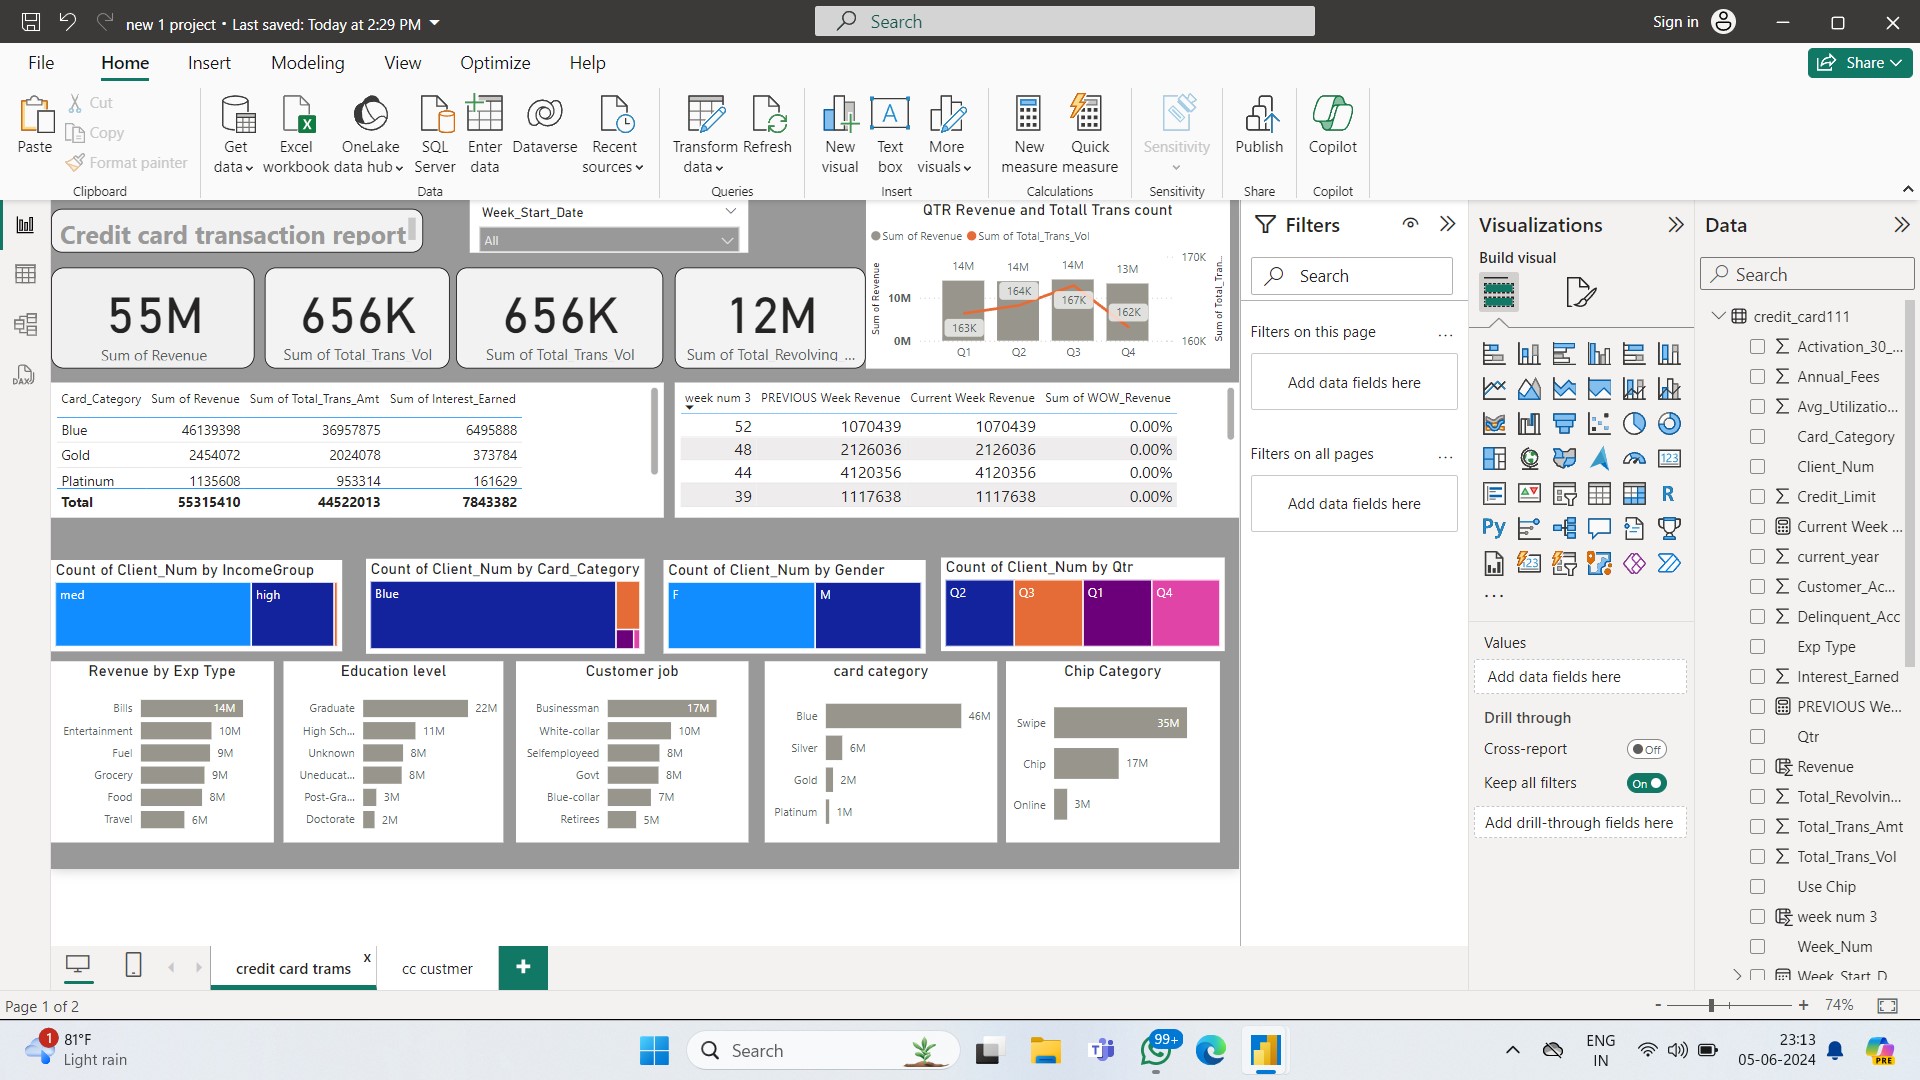 new 1 project • Last saved: Today at 2:29 PM
Search
Sign in
File Home Insert Modeling View Optimize Help
Share
Paste
Cut
Copy
Format painter
Clipboard
Get data
Excel workbook
OneLake data hub
SQL Server
Enter data
Dataverse
Recent sources
Data
Transform data
Refresh
Queries
New visual
Text box
More visuals
Insert
New measure
Quick measure
Calculations
Sensitivity
Sensitivity
Publish
Share
Copilot
Copilot
Credit card transaction report
Week_Start_Date
All
55M
Sum of Revenue
656K
Sum of Total_Trans_Vol
656K
Sum of Total_Trans_Vol
12M
Sum of Total_Revolving_...
QTR Revenue and Totall Trans count
Sum of Revenue Sum of Total_Trans_Vol
Sum of Revenue
10M
0M
14M 14M 14M 13M
163K 164K 167K 162K
Q1 Q2 Q3 Q4
170K
160K
Sum of Total_Tran...
Card_Category Sum of Revenue Sum of Total_Trans_Amt Sum of Interest_Earned
Blue 46139398 36957875 6495888
Gold 2454072 2024078 373784
Platinum 1135608 953314 161629
Total 55315410 44522013 7843382
week num 3 PREVIOUS Week Revenue Current Week Revenue Sum of WOW_Revenue
52 1070439 1070439 0.00%
48 2126036 2126036 0.00%
44 4120356 4120356 0.00%
39 1117638 1117638 0.00%
Count of Client_Num by IncomeGroup
med high
Count of Client_Num by Card_Category
Blue
Count of Client_Num by Gender
F M
Count of Client_Num by Qtr
Q2 Q3 Q1 Q4
Revenue by Exp Type
Bills 14M
Entertainment 10M
Fuel 9M
Grocery 9M
Food 8M
Travel 6M
Education level
Graduate 22M
High Sch... 11M
Unknown 8M
Uneducat... 8M
Post-Gra... 3M
Doctorate 2M
Customer job
Businessman 17M
White-collar 10M
Selfemployeed 8M
Govt 8M
Blue-collar 7M
Retirees 5M
card category
Blue 46M
Silver 6M
Gold 2M
Platinum 1M
Chip Category
Swipe 35M
Chip 17M
Online 3M
Filters
Search
Filters on this page ...
Add data fields here
Filters on all pages ...
Add data fields here
Visualizations
Build visual
123
R
Py
123
...
Values
Add data fields here
Drill through
Cross-report Off
Keep all filters On
Add drill-through fields here
Data
Search
credit_card111
Activation_30_...
Annual_Fees
Avg_Utilizatio...
Card_Category
Client_Num
Credit_Limit
Current Week ...
current_year
Customer_Ac...
Delinquent_Acc
Exp Type
Interest_Earned
PREVIOUS We...
Qtr
Revenue
Total_Revolvin...
Total_Trans_Amt
Total_Trans_Vol
Use Chip
week num 3
Week_Num
Week_Start_D
DAX
credit card trams x cc custmer +
Page 1 of 2
- + 74%
1
81°F
Light rain
Search
99+
ENG
IN
23:13
05-06-2024
PRE